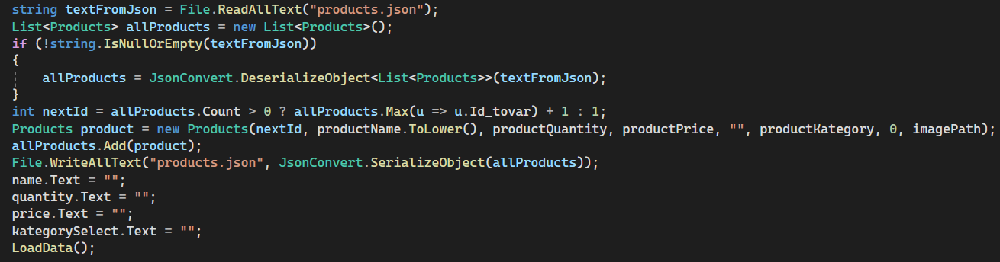 string textFromJson = File.ReadAllText("products.json");
List<Products> allProducts = new List<Products>();
if (!string.IsNullOrEmpty(textFromJson))
{
    allProducts = JsonConvert.DeserializeObject<List<Products>>(textFromJson);
}
int nextId = allProducts.Count > 0 ? allProducts.Max(u => u.Id_tovar) + 1 : 1;
Products product = new Products(nextId, productName.ToLower(), productQuantity, productPrice, "", productKategory, 0, imagePath);
allProducts.Add(product);
File.WriteAllText("products.json", JsonConvert.SerializeObject(allProducts));
name.Text = "";
quantity.Text = "";
price.Text = "";
kategorySelect.Text = "";
LoadData();